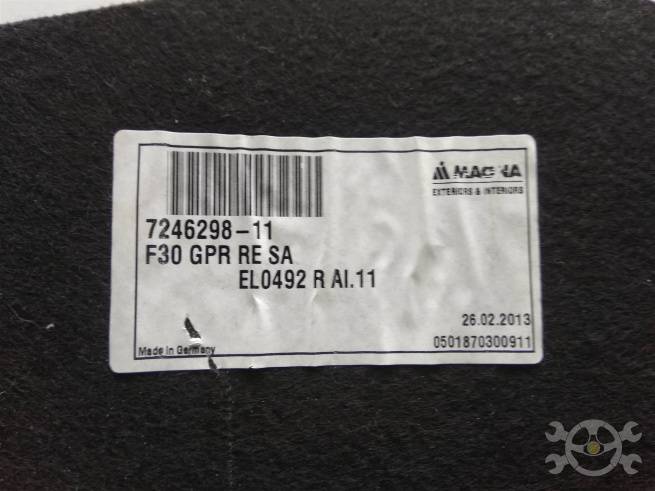 MAGNA
EXTERIORS & INTERIORS
7246298-11
F30 GPR RE SA
EL0492 R AI.11
26.02.2013
Made in Germany
0501870300911